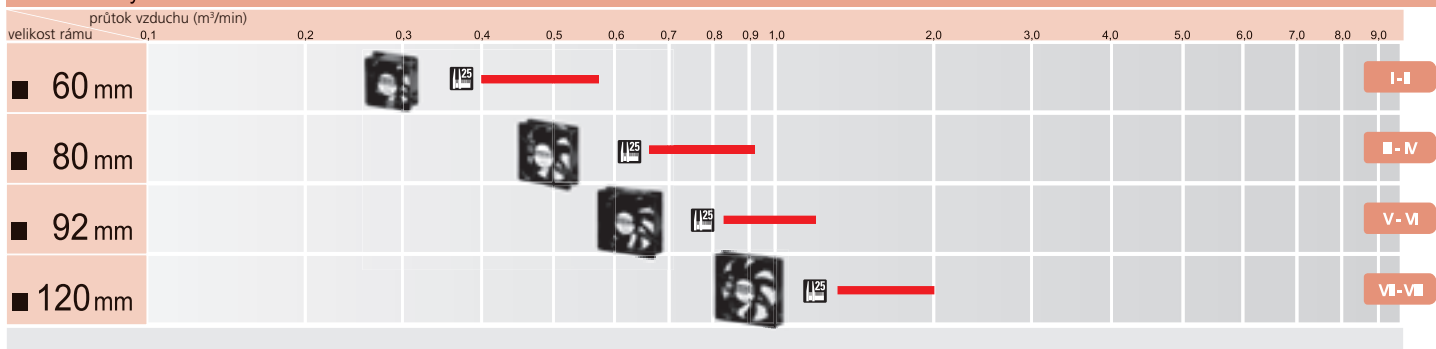 průtok vzduchu (m³/min)
velikost rámu 0,1 0,2 0,3 0,4 0,5 0,6 0,7 0,8 0,9 1,0 2,0 3,0 4,0 5,0 6,0 7,0 8,0 9,0
■ 60 mm 25 I - II
■ 80 mm 25 III - IV
■ 92 mm 25 V - VI
■ 120 mm 25 VII - VIII